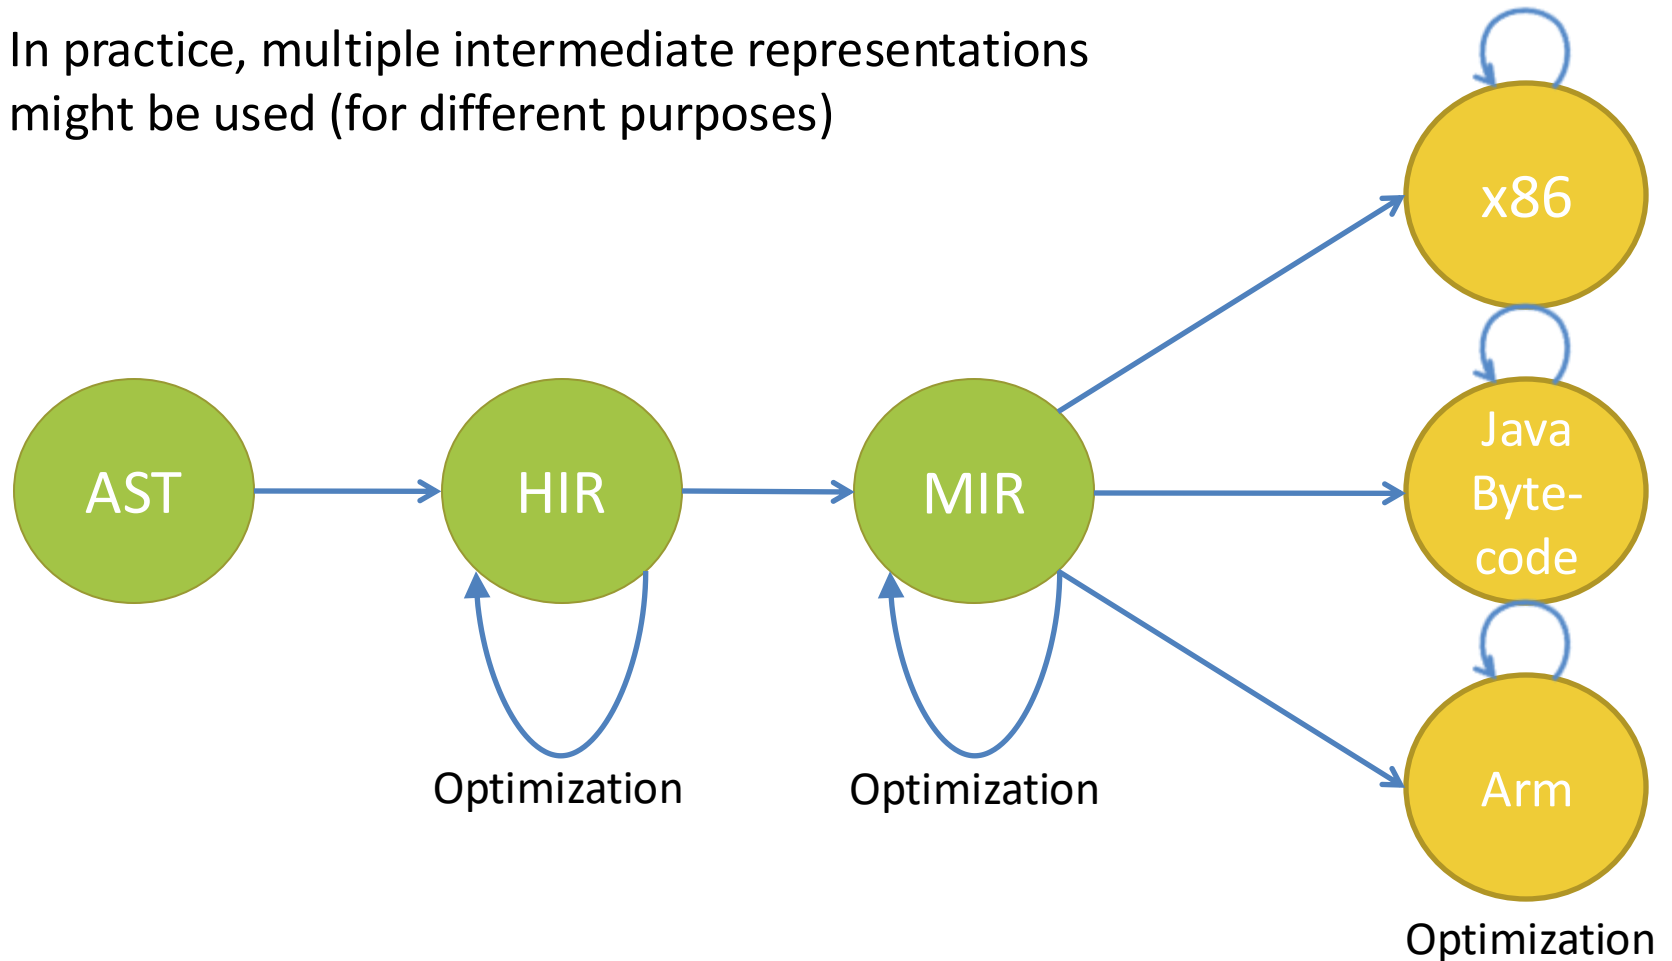 In practice, multiple intermediate representations
might be used (for different purposes)
x86
AST
HIR
MIR
Java
Byte-
code
Optimization
Optimization
Arm
Optimization